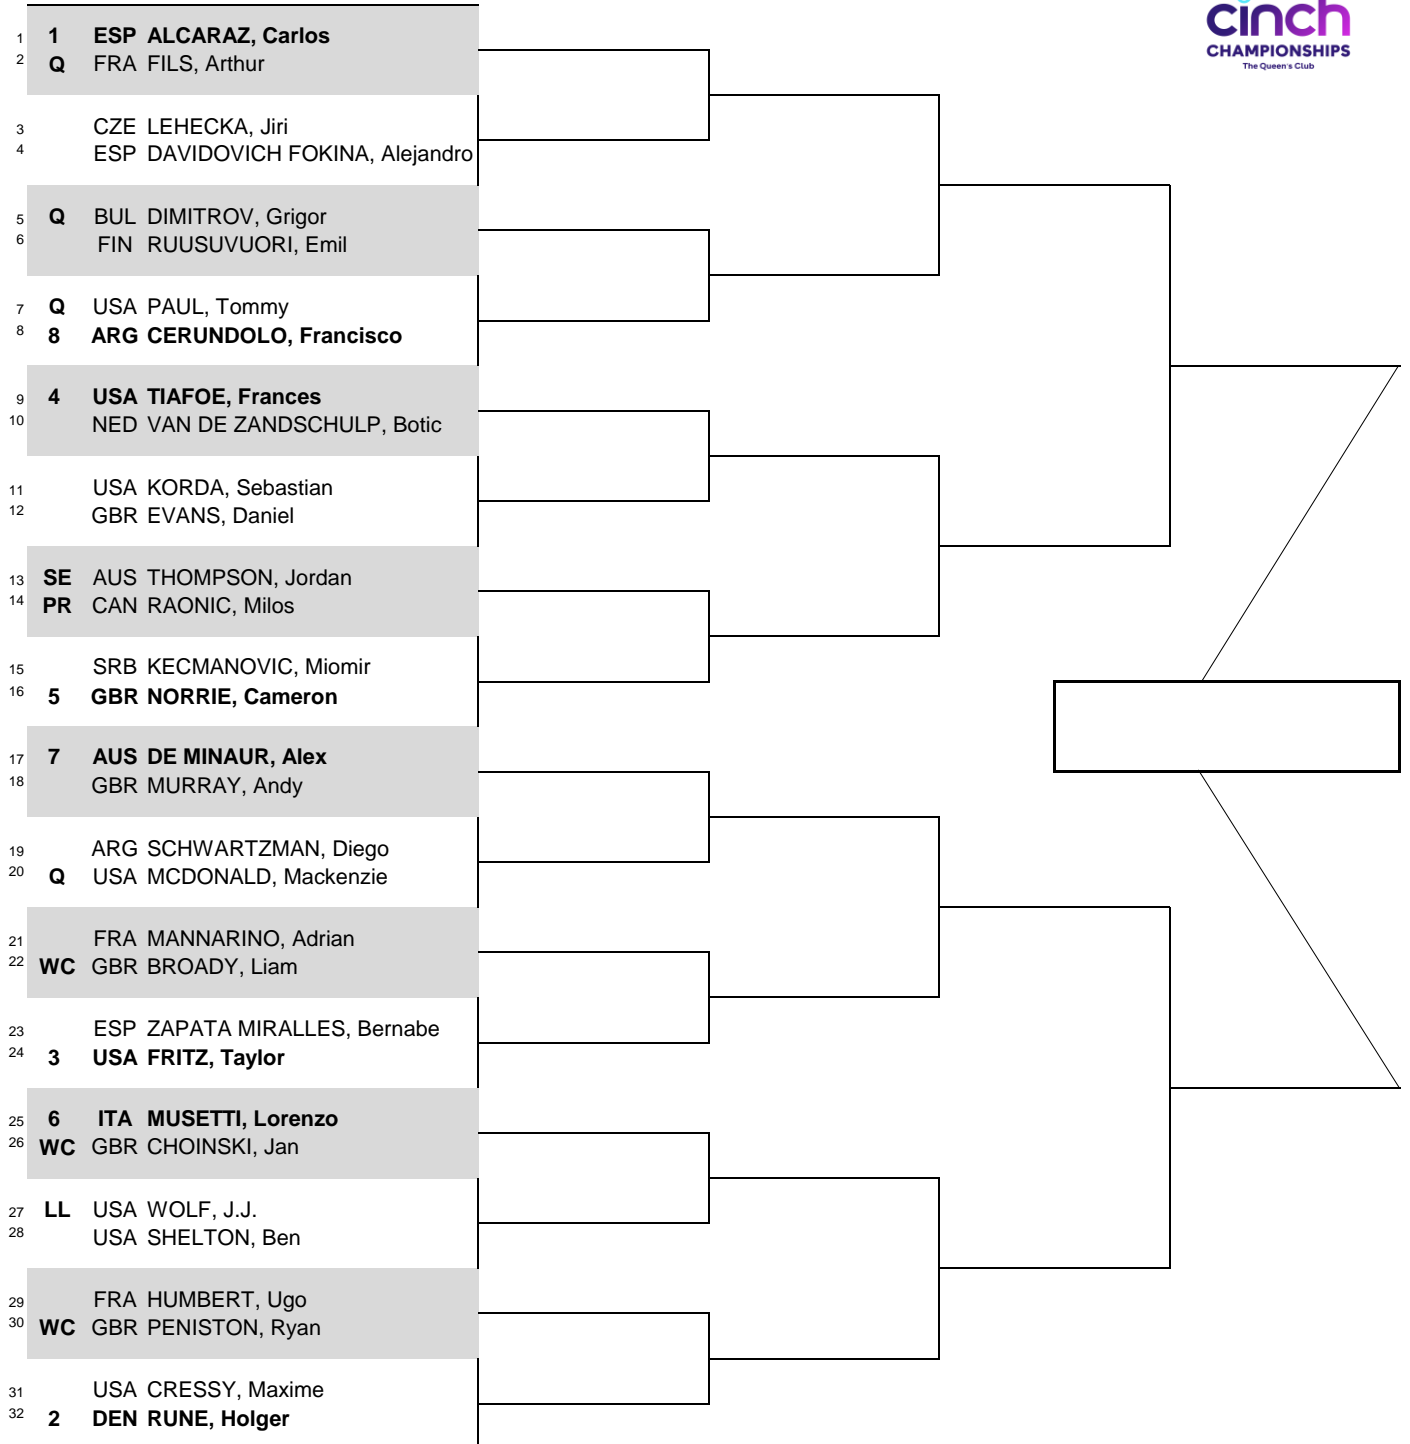 cinch
CHAMPIONSHIPS
The Queen's Club
1 1 ESP ALCARAZ, Carlos
2 Q FRA FILS, Arthur
3 CZE LEHECKA, Jiri
4 ESP DAVIDOVICH FOKINA, Alejandro
5 Q BUL DIMITROV, Grigor
6 FIN RUUSUVUORI, Emil
7 Q USA PAUL, Tommy
8 8 ARG CERUNDOLO, Francisco
9 4 USA TIAFOE, Frances
10 NED VAN DE ZANDSCHULP, Botic
11 USA KORDA, Sebastian
12 GBR EVANS, Daniel
13 SE AUS THOMPSON, Jordan
14 PR CAN RAONIC, Milos
15 SRB KECMANOVIC, Miomir
16 5 GBR NORRIE, Cameron
17 7 AUS DE MINAUR, Alex
18 GBR MURRAY, Andy
19 ARG SCHWARTZMAN, Diego
20 Q USA MCDONALD, Mackenzie
21 FRA MANNARINO, Adrian
22 WC GBR BROADY, Liam
23 ESP ZAPATA MIRALLES, Bernabe
24 3 USA FRITZ, Taylor
25 6 ITA MUSETTI, Lorenzo
26 WC GBR CHOINSKI, Jan
27 LL USA WOLF, J.J.
28 USA SHELTON, Ben
29 FRA HUMBERT, Ugo
30 WC GBR PENISTON, Ryan
31 USA CRESSY, Maxime
32 2 DEN RUNE, Holger